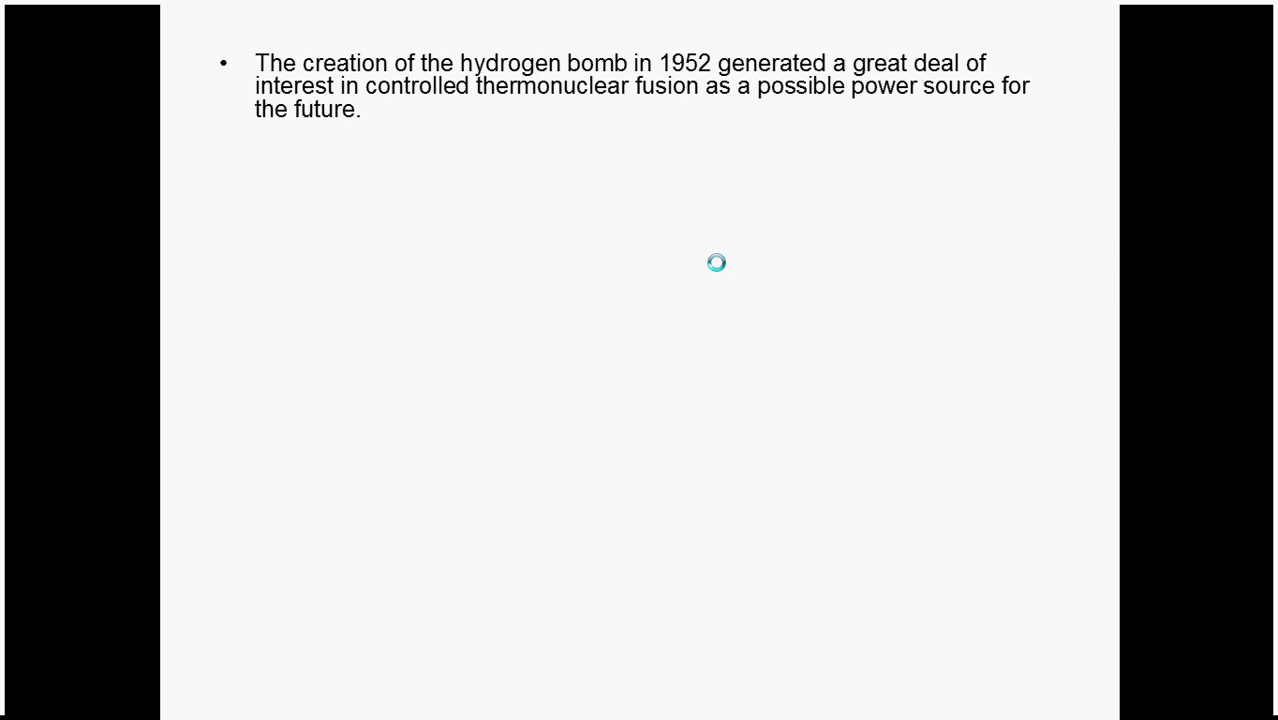 • The creation of the hydrogen bomb in 1952 generated a great deal of
interest in controlled thermonuclear fusion as a possible power source for
the future.